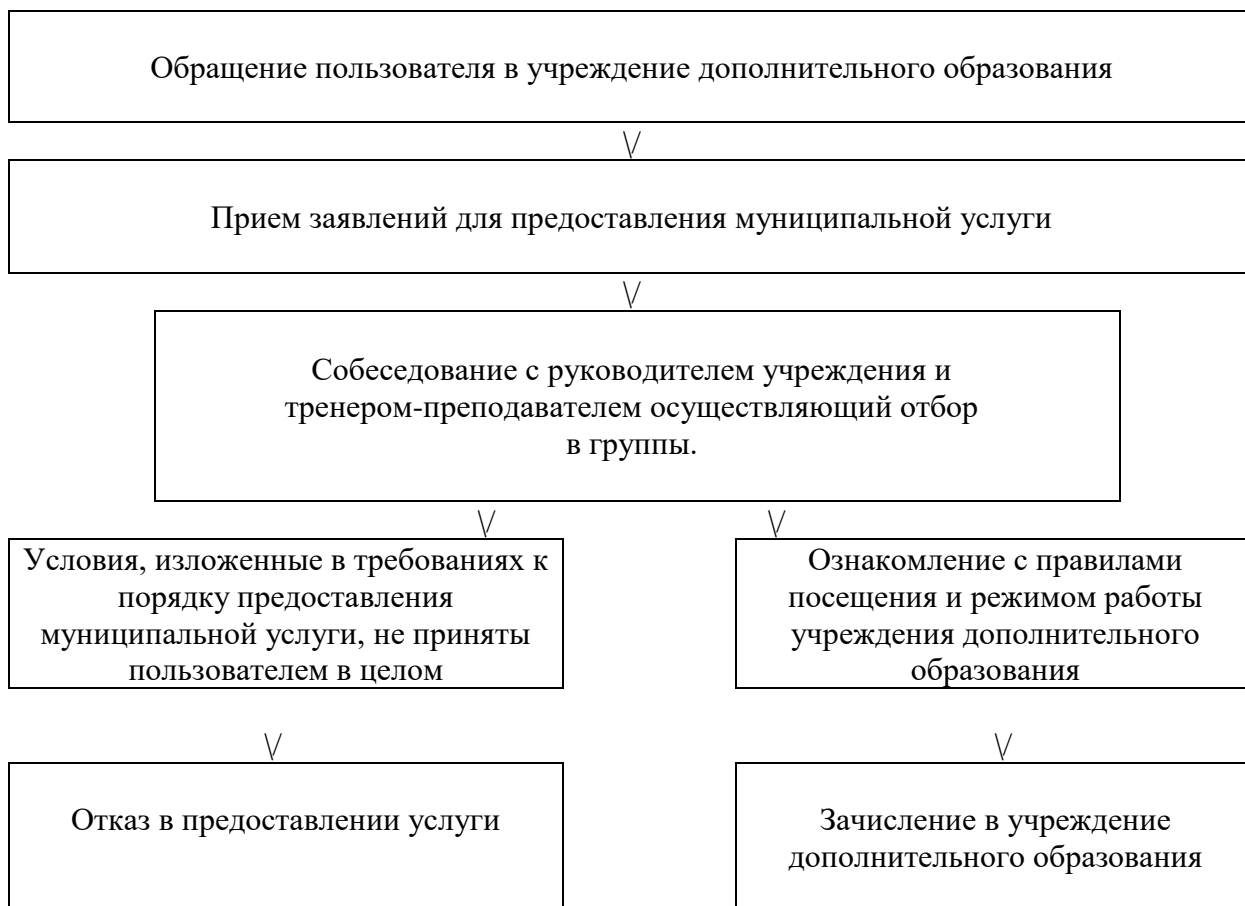 Обращение пользователя в учреждение дополнительного образования
\/
Прием заявлений для предоставления муниципальной услуги
\/
Собеседование с руководителем учреждения и
тренером-преподавателем осуществляющий отбор
в группы.
\/ \/
Условия, изложенные в требованиях к
порядку предоставления
муниципальной услуги, не приняты
пользователем в целом
Ознакомление с правилами
посещения и режимом работы
учреждения дополнительного
образования
\/ \/
Отказ в предоставлении услуги
Зачисление в учреждение
дополнительного образования